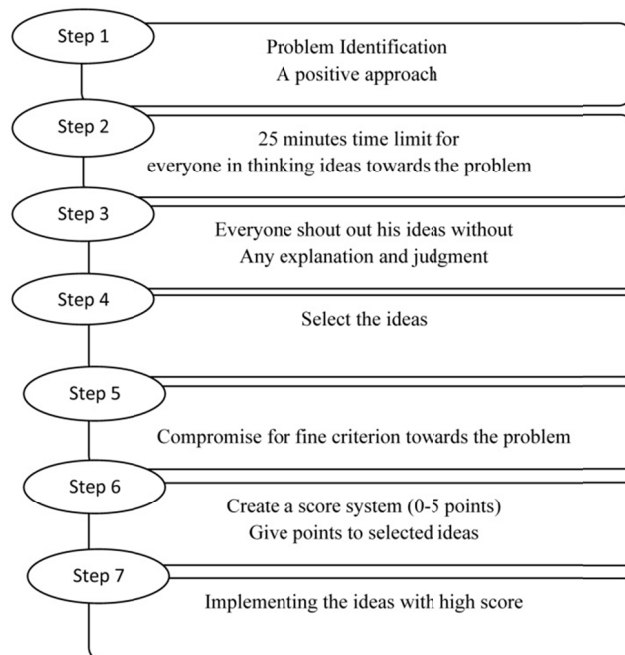 Step 1
Problem Identification
A positive approach
Step 2
25 minutes time limit for
everyone in thinking ideas towards the problem
Step 3
Everyone shout out his ideas without
Any explanation and judgment
Step 4
Select the ideas
Step 5
Compromise for fine criterion towards the problem
Step 6
Create a score system (0-5 points)
Give points to selected ideas
Step 7
Implementing the ideas with high score